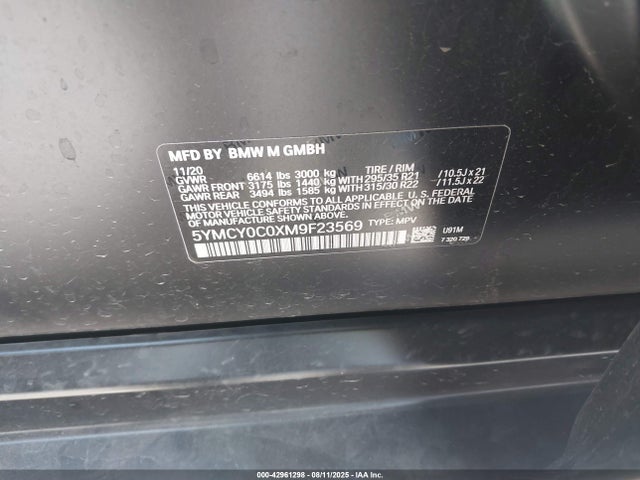 MFD BY BMW M GMBH
11/20
GVWR 6614 lbs 3000 kg TIRE / RIM
GAWR FRONT 3175 lbs 1440 kg WITH 295/35 R21 /10.5J x 21
GAWR REAR 3494 lbs 1585 kg WITH 315/30 R22 /11.5J x 22
THIS VEHICLE CONFORMS TO ALL APPLICABLE U. S. FEDERAL
MOTOR VEHICLE SAFETY STANDARDS IN EFFECT ON THE DATE OF
MANUFACTURE SHOWN ABOVE.
5YMCY0C0XM9F23569 TYPE: MPV
U91M
7 320 728
000-42961298 - 08/11/2025 - IAA Inc.